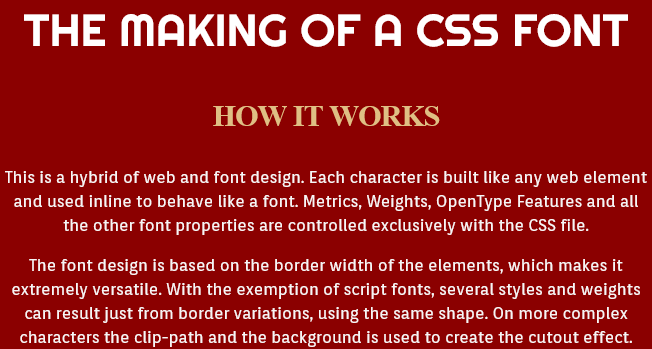 THE MAKING OF A CSS FONT
HOW IT WORKS
This is a hybrid of web and font design. Each character is built like any web element
and used inline to behave like a font. Metrics, Weights, OpenType Features and all
the other font properties are controlled exclusively with the CSS file.
The font design is based on the border width of the elements, which makes it
extremely versatile. With the exemption of script fonts, several styles and weights
can result just from border variations, using the same shape. On more complex
characters the clip-path and the background is used to create the cutout effect.